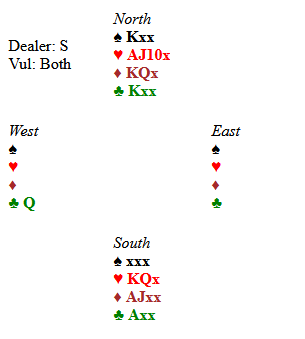 North
Dealer: S
Vul: Both
♠ Kxx
♥ AJ10x
♦ KQx
♣ Kxx
West
♠
♥
♦
♣ Q
East
♠
♥
♦
♣
South
♠ xxx
♥ KQx
♦ AJxx
♣ Axx